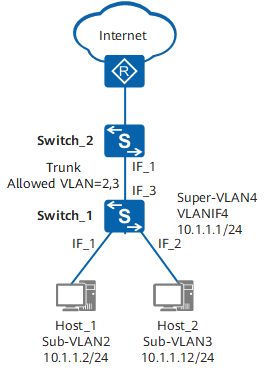 Internet
R
Switch_2
S
IF_1
Trunk
Allowed VLAN=2,3
IF_3
Super-VLAN4
VLANIF4
10.1.1.1/24
Switch_1
S
IF_1
IF_2
Host_1
Sub-VLAN2
10.1.1.2/24
Host_2
Sub-VLAN3
10.1.1.12/24